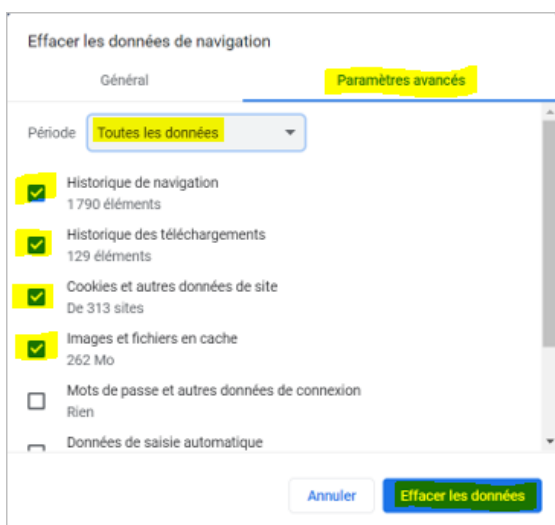 Effacer les données de navigation
Général
Paramètres avancés
Période
Toutes les données
Historique de navigation
1 790 éléments
Historique des téléchargements
129 éléments
Cookies et autres données de site
De 313 sites
Images et fichiers en cache
262 Mo
Mots de passe et autres données de connexion
Rien
Données de saisie automatique
Annuler
Effacer les données